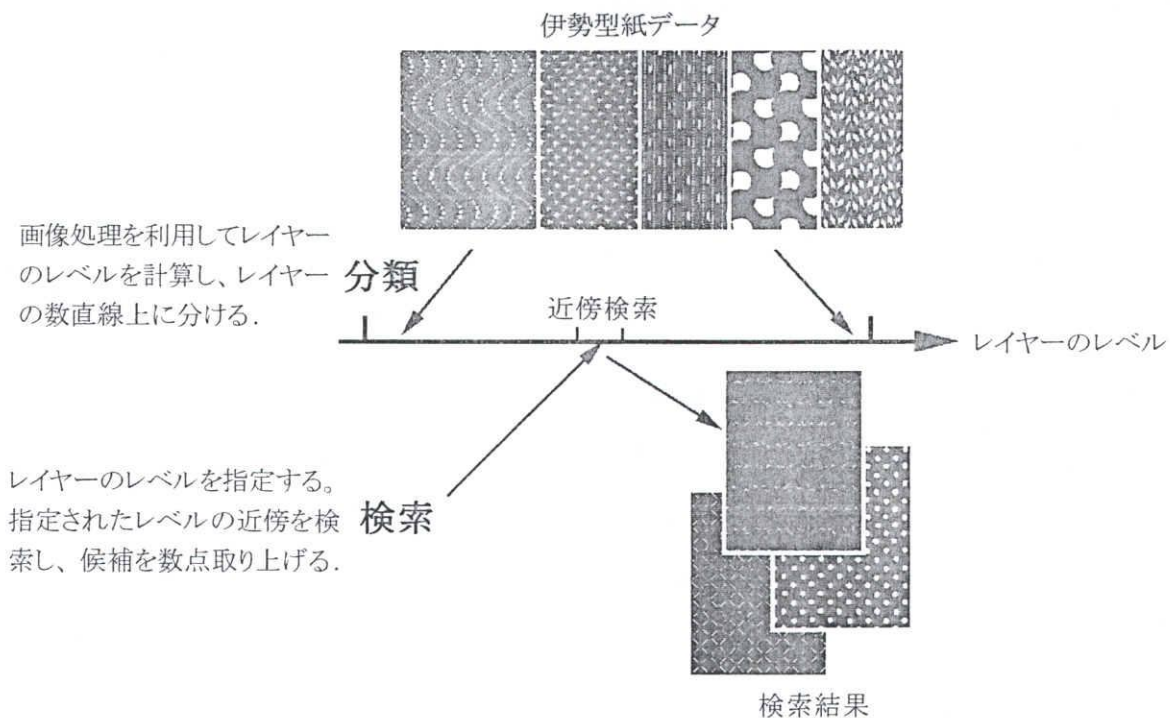 伊勢型紙データ
画像処理を利用してレイヤー
のレベルを計算し、レイヤー
の数直線上に分ける.
分類
近傍検索
レイヤーのレベル
レイヤーのレベルを指定する。
指定されたレベルの近傍を検
索し、候補を数点取り上げる.
検索
検索結果